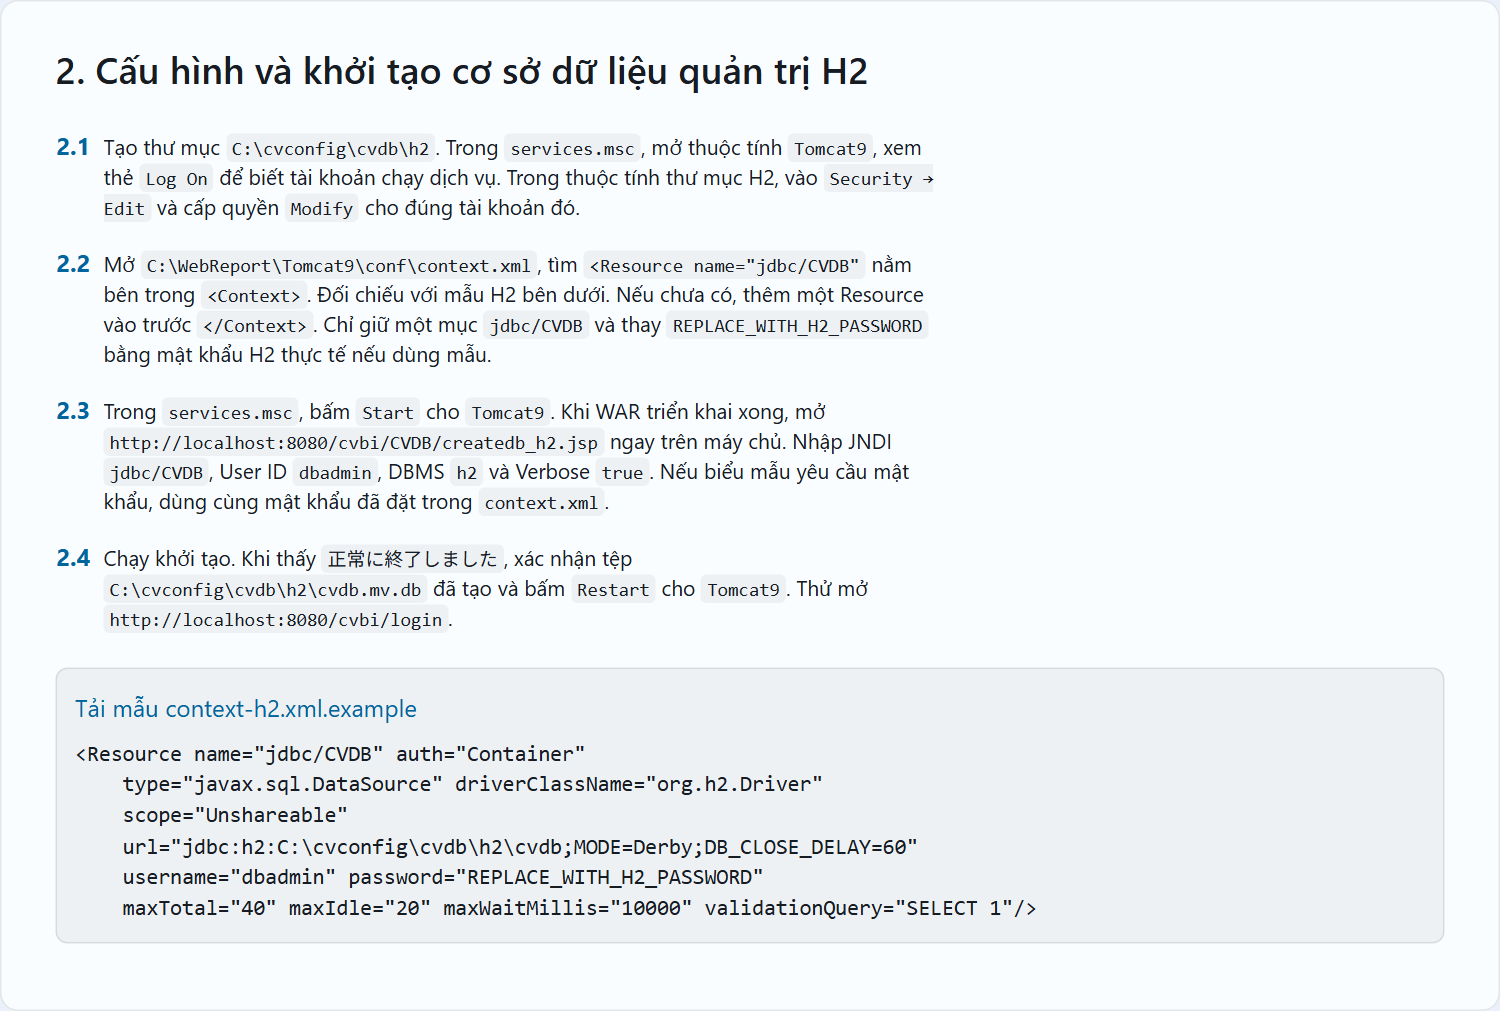 2. Cấu hình và khởi tạo cơ sở dữ liệu quản trị H2
2.1 Tạo thư mục C:\cvconfig\cvdb\h2. Trong services.msc, mở thuộc tính Tomcat9, xem
thẻ Log On để biết tài khoản chạy dịch vụ. Trong thuộc tính thư mục H2, vào Security →
Edit và cấp quyền Modify cho đúng tài khoản đó.
2.2 Mở C:\WebReport\Tomcat9\conf\context.xml, tìm <Resource name="jdbc/CVDB" nằm
bên trong <Context>. Đối chiếu với mẫu H2 bên dưới. Nếu chưa có, thêm một Resource
vào trước </Context>. Chỉ giữ một mục jdbc/CVDB và thay REPLACE_WITH_H2_PASSWORD
bằng mật khẩu H2 thực tế nếu dùng mẫu.
2.3 Trong services.msc, bấm Start cho Tomcat9. Khi WAR triển khai xong, mở
http://localhost:8080/cvbi/CVDB/createdb_h2.jsp ngay trên máy chủ. Nhập JNDI
jdbc/CVDB, User ID dbadmin, DBMS h2 và Verbose true. Nếu biểu mẫu yêu cầu mật
khẩu, dùng cùng mật khẩu đã đặt trong context.xml.
2.4 Chạy khởi tạo. Khi thấy 正常に終了しました, xác nhận tệp
C:\cvconfig\cvdb\h2\cvdb.mv.db đã tạo và bấm Restart cho Tomcat9. Thử mở
http://localhost:8080/cvbi/login.
Tải mẫu context-h2.xml.example
<Resource name="jdbc/CVDB" auth="Container"
    type="javax.sql.DataSource" driverClassName="org.h2.Driver"
    scope="Unshareable"
    url="jdbc:h2:C:\cvconfig\cvdb\h2\cvdb;MODE=Derby;DB_CLOSE_DELAY=60"
    username="dbadmin" password="REPLACE_WITH_H2_PASSWORD"
    maxTotal="40" maxIdle="20" maxWaitMillis="10000" validationQuery="SELECT 1"/>